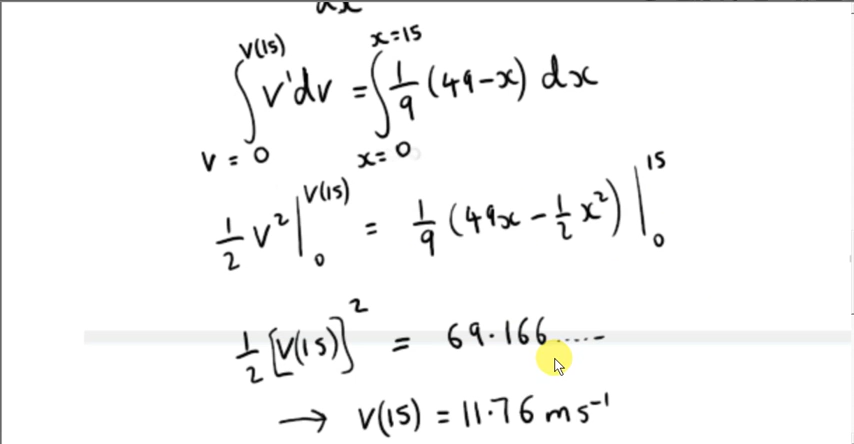 dx
∫_{v=0}^{v(15)} v'dv = ∫_{x=0}^{x=15} 1/9 (49-x) dx
1/2 v² |_0^{v(15)} = 1/9 (49x - 1/2 x²) |_0^{15}
1/2 [v(15)]² = 69.166.....
→ v(15) = 11.76 ms⁻¹